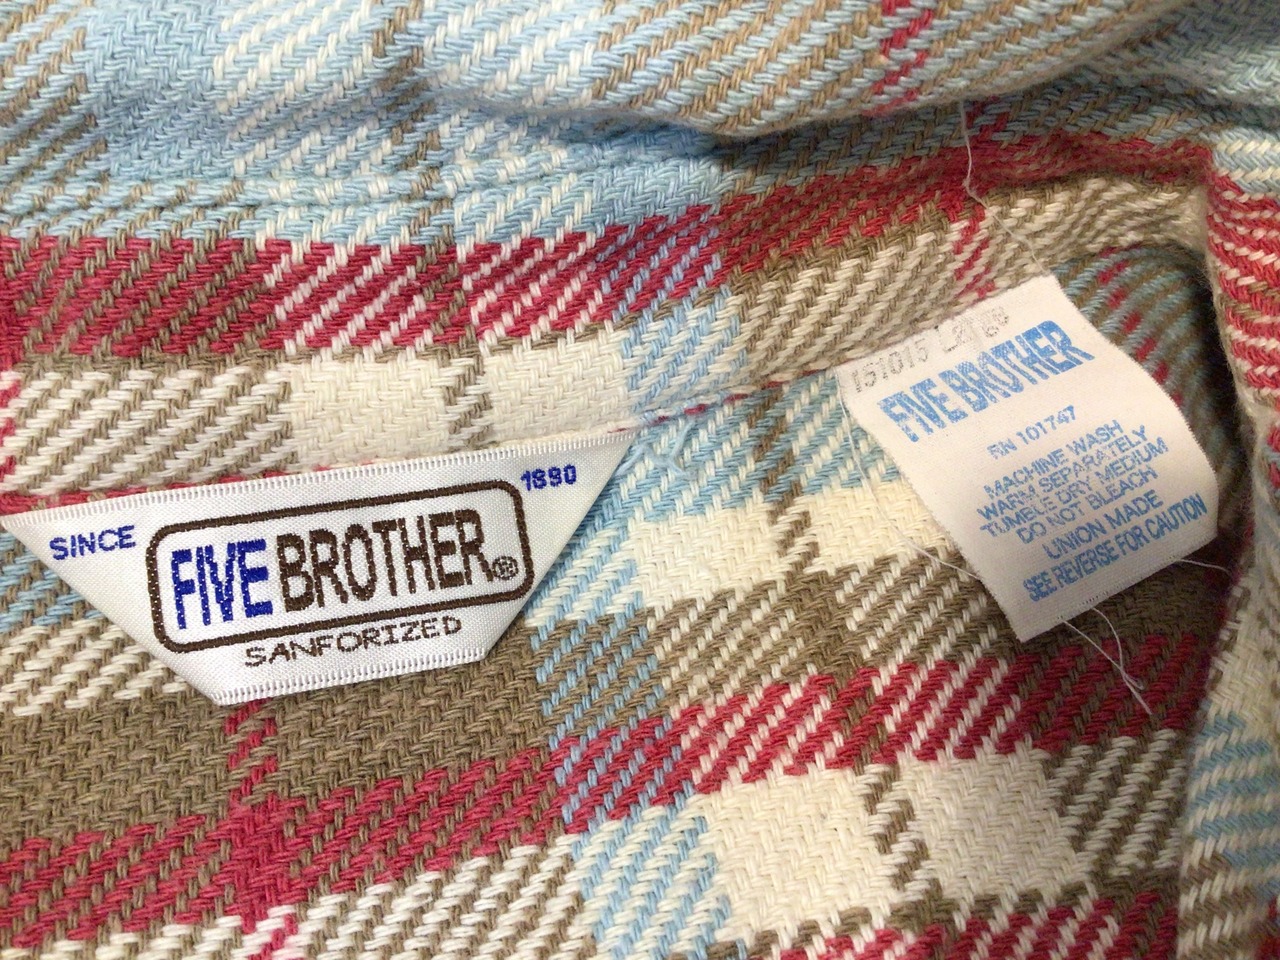 SINCE 1890
FIVE BROTHER®
SANFORIZED
FIVE BROTHER
RN 101747
MACHINE WASH
WARM SEPARATELY
TUMBLE DRY MEDIUM
DO NOT BLEACH
UNION MADE
SEE REVERSE FOR CAUTION